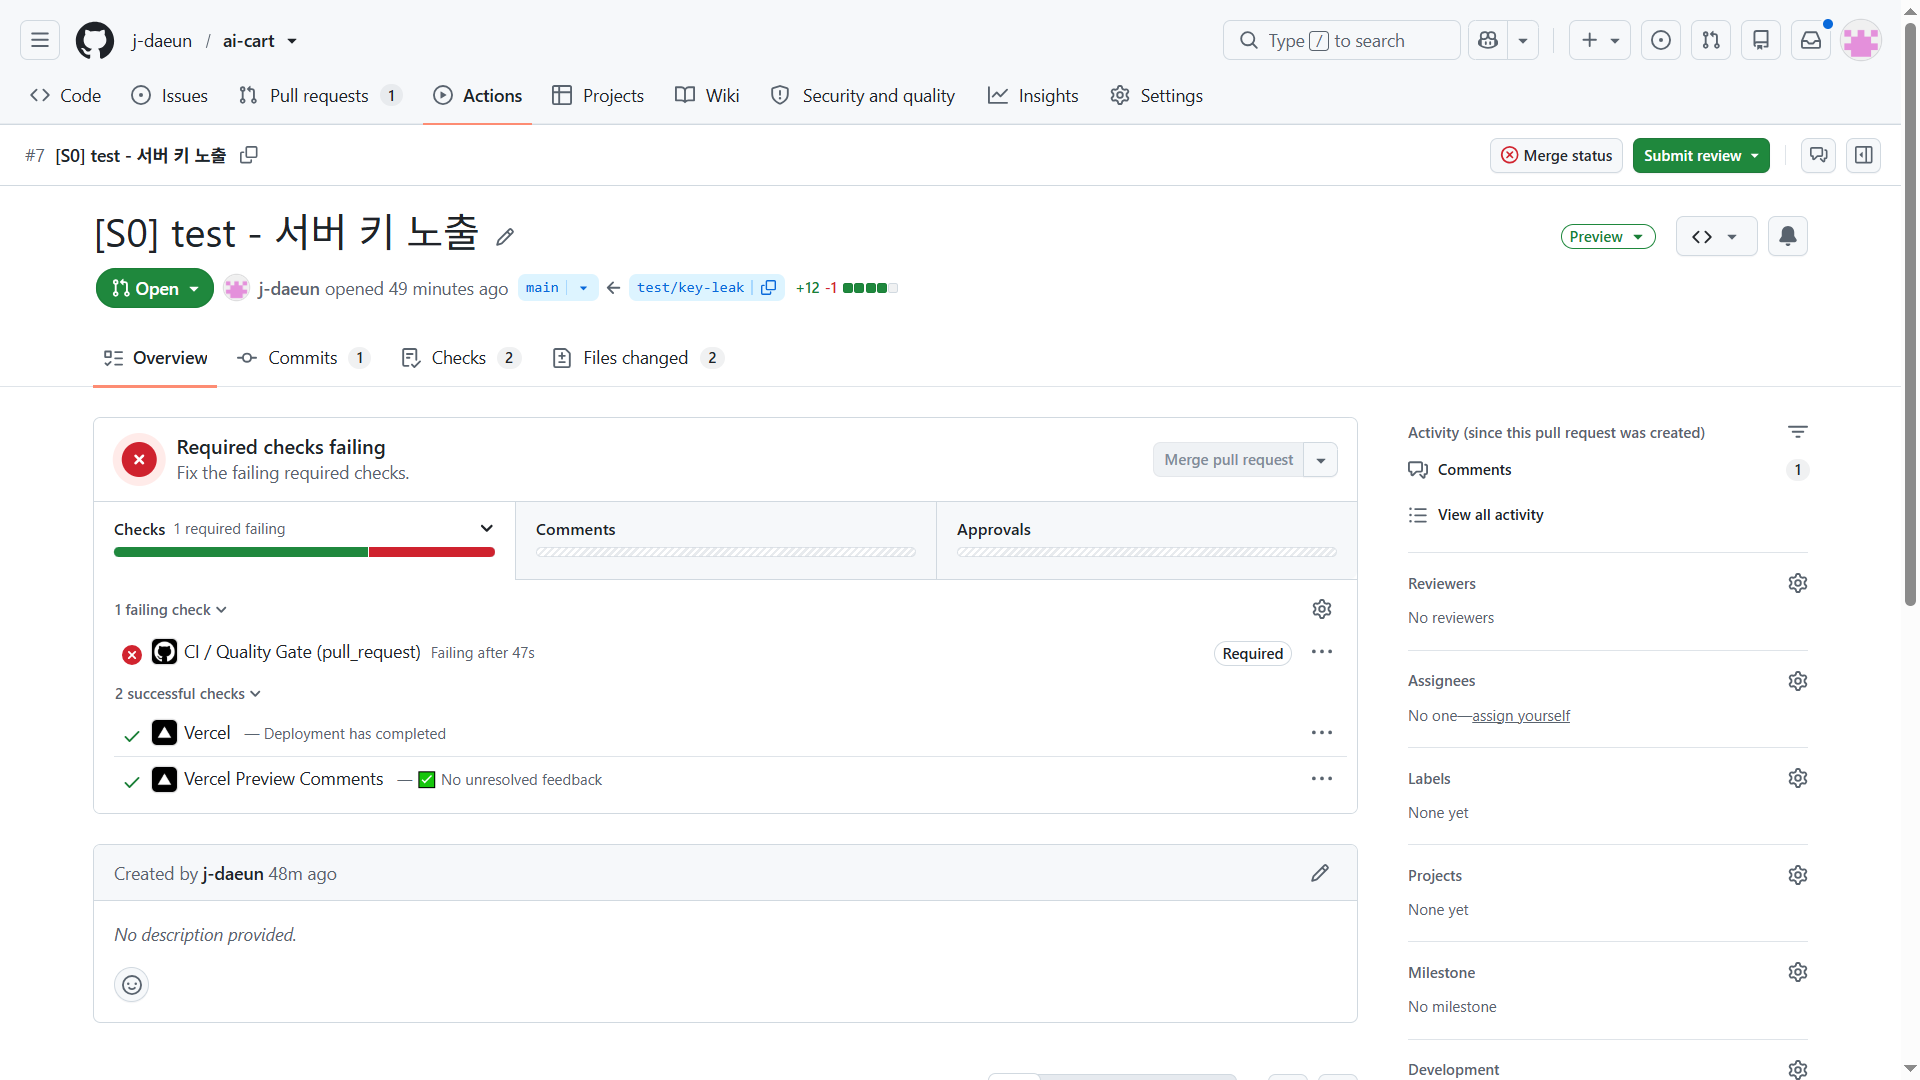 j-daeun / ai-cart
Type / to search
Code
Issues
Pull requests 1
Actions
Projects
Wiki
Security and quality
Insights
Settings
#7 [S0] test - 서버 키 노출
Merge status
Submit review
[S0] test - 서버 키 노출
Preview
Open
j-daeun opened 49 minutes ago
main
test/key-leak
+12 -1
Overview
Commits 1
Checks 2
Files changed 2
Required checks failing
Fix the failing required checks.
Merge pull request
Checks 1 required failing
Comments
Approvals
1 failing check
CI / Quality Gate (pull_request) Failing after 47s
Required
2 successful checks
Vercel — Deployment has completed
Vercel Preview Comments — ✅ No unresolved feedback
Created by j-daeun 48m ago
No description provided.
Activity (since this pull request was created)
Comments 1
View all activity
Reviewers
No reviewers
Assignees
No one—assign yourself
Labels
None yet
Projects
None yet
Milestone
No milestone
Development